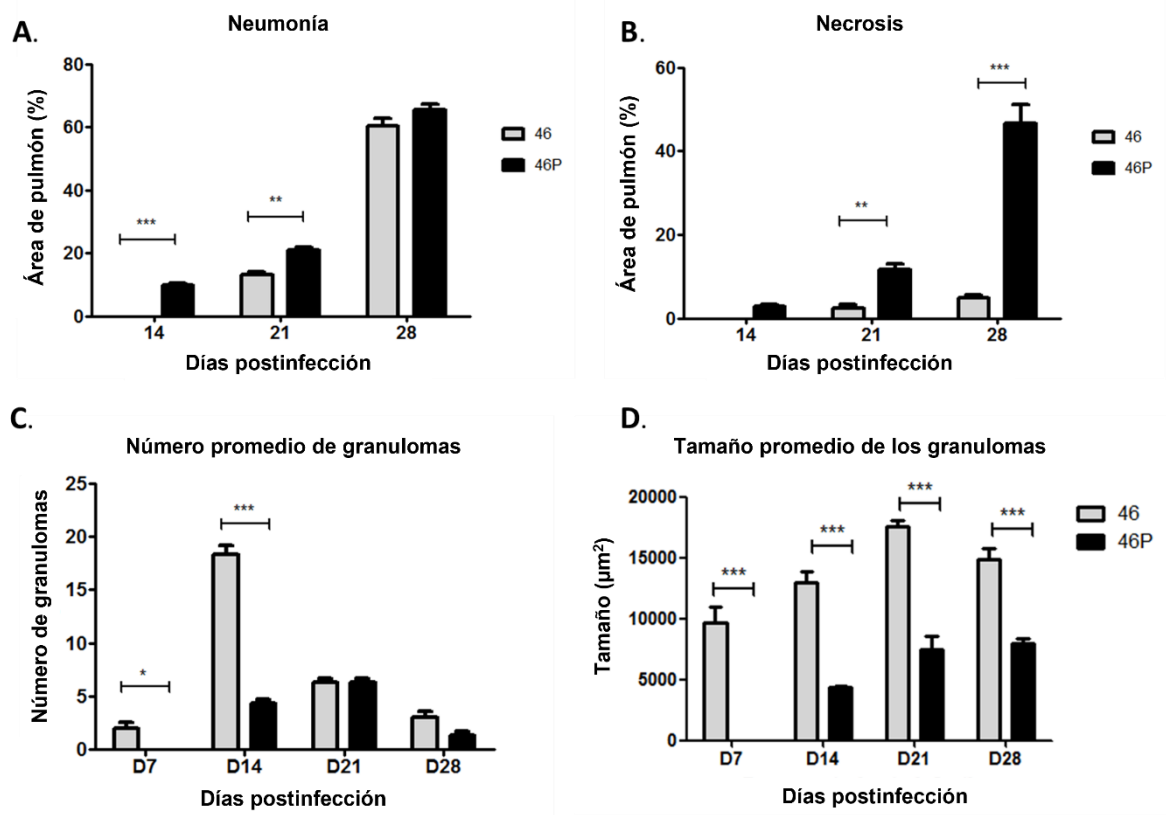 A.
Neumonía
Área de pulmón (%)
80
60
40
20
0
***
**
14
21
28
Días postinfección
46
46P
B.
Necrosis
Área de pulmón (%)
60
40
20
0
**
***
14
21
28
Días postinfección
46
46P
C.
Número promedio de granulomas
Número de granulomas
25
20
15
10
5
0
*
***
D7
D14
D21
D28
Días postinfección
D.
Tamaño promedio de los granulomas
Tamaño (µm²)
20000
15000
10000
5000
0
***
***
***
***
D7
D14
D21
D28
Días postinfección
46
46P